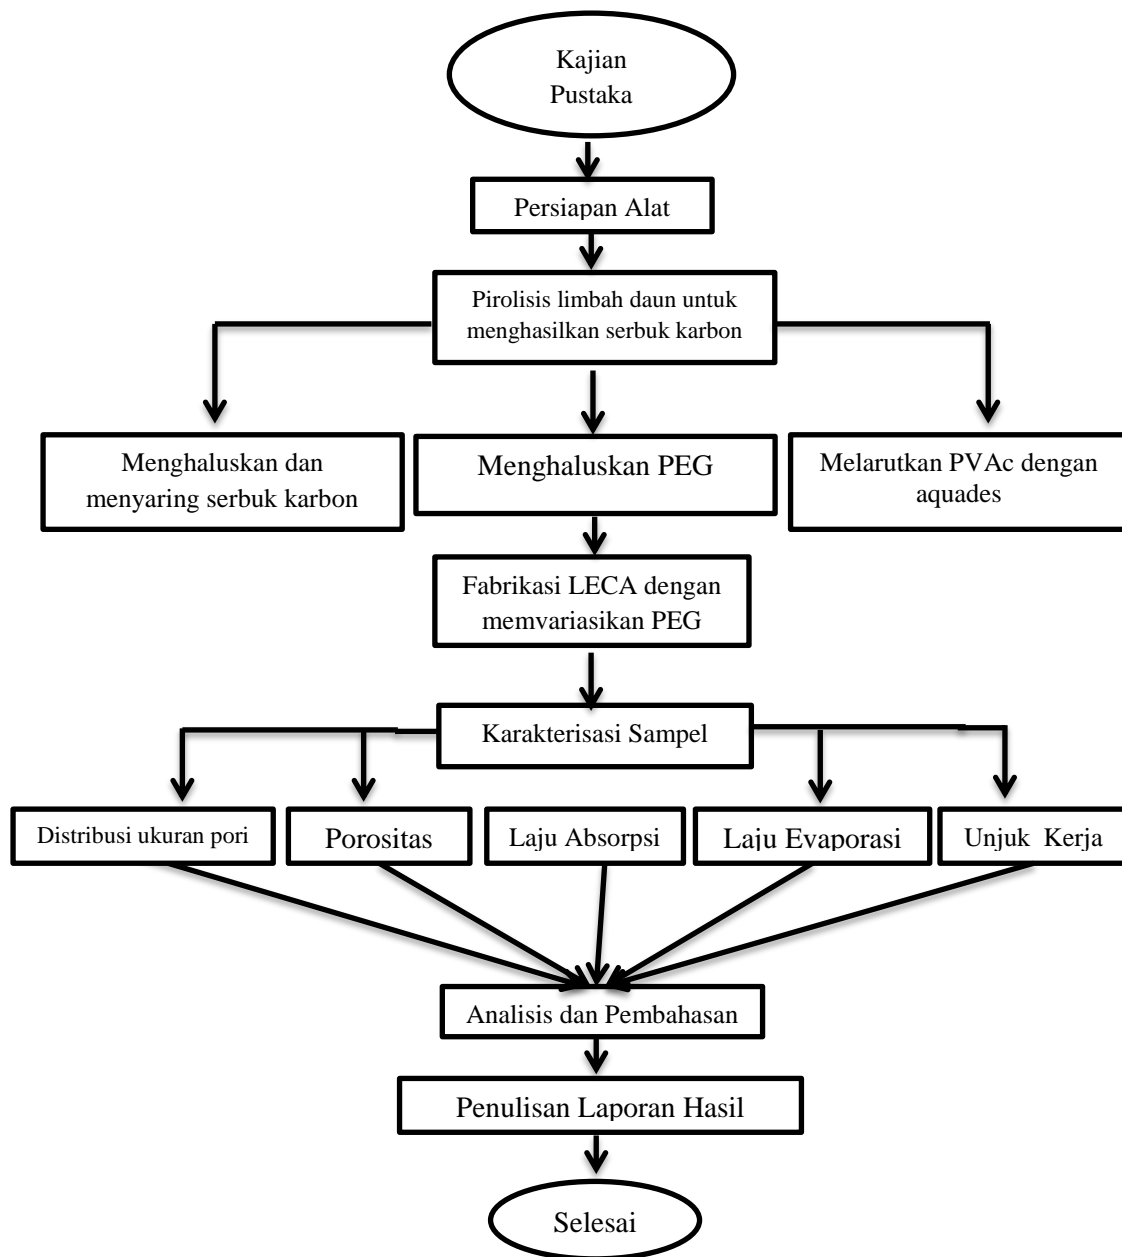 Kajian
Pustaka
Persiapan Alat
Pirolisis limbah daun untuk
menghasilkan serbuk karbon
Menghaluskan dan
menyaring serbuk karbon
Menghaluskan PEG
Melarutkan PVAc dengan
aquades
Fabrikasi LECA dengan
memvariasikan PEG
Karakterisasi Sampel
Distribusi ukuran pori
Porositas
Laju Absorpsi
Laju Evaporasi
Unjuk Kerja
Analisis dan Pembahasan
Penulisan Laporan Hasil
Selesai